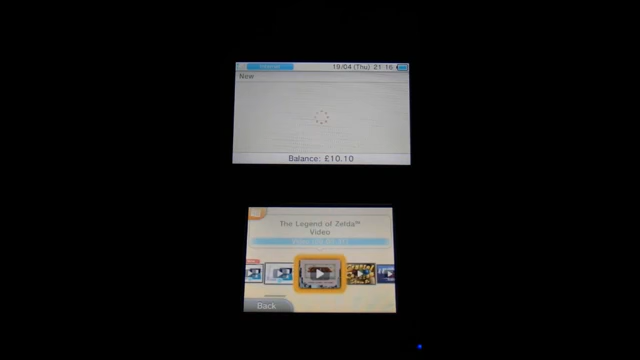 19/04 (Thu) 21 16
New
Balance: £10.10
The Legend of Zelda™
Video
Back